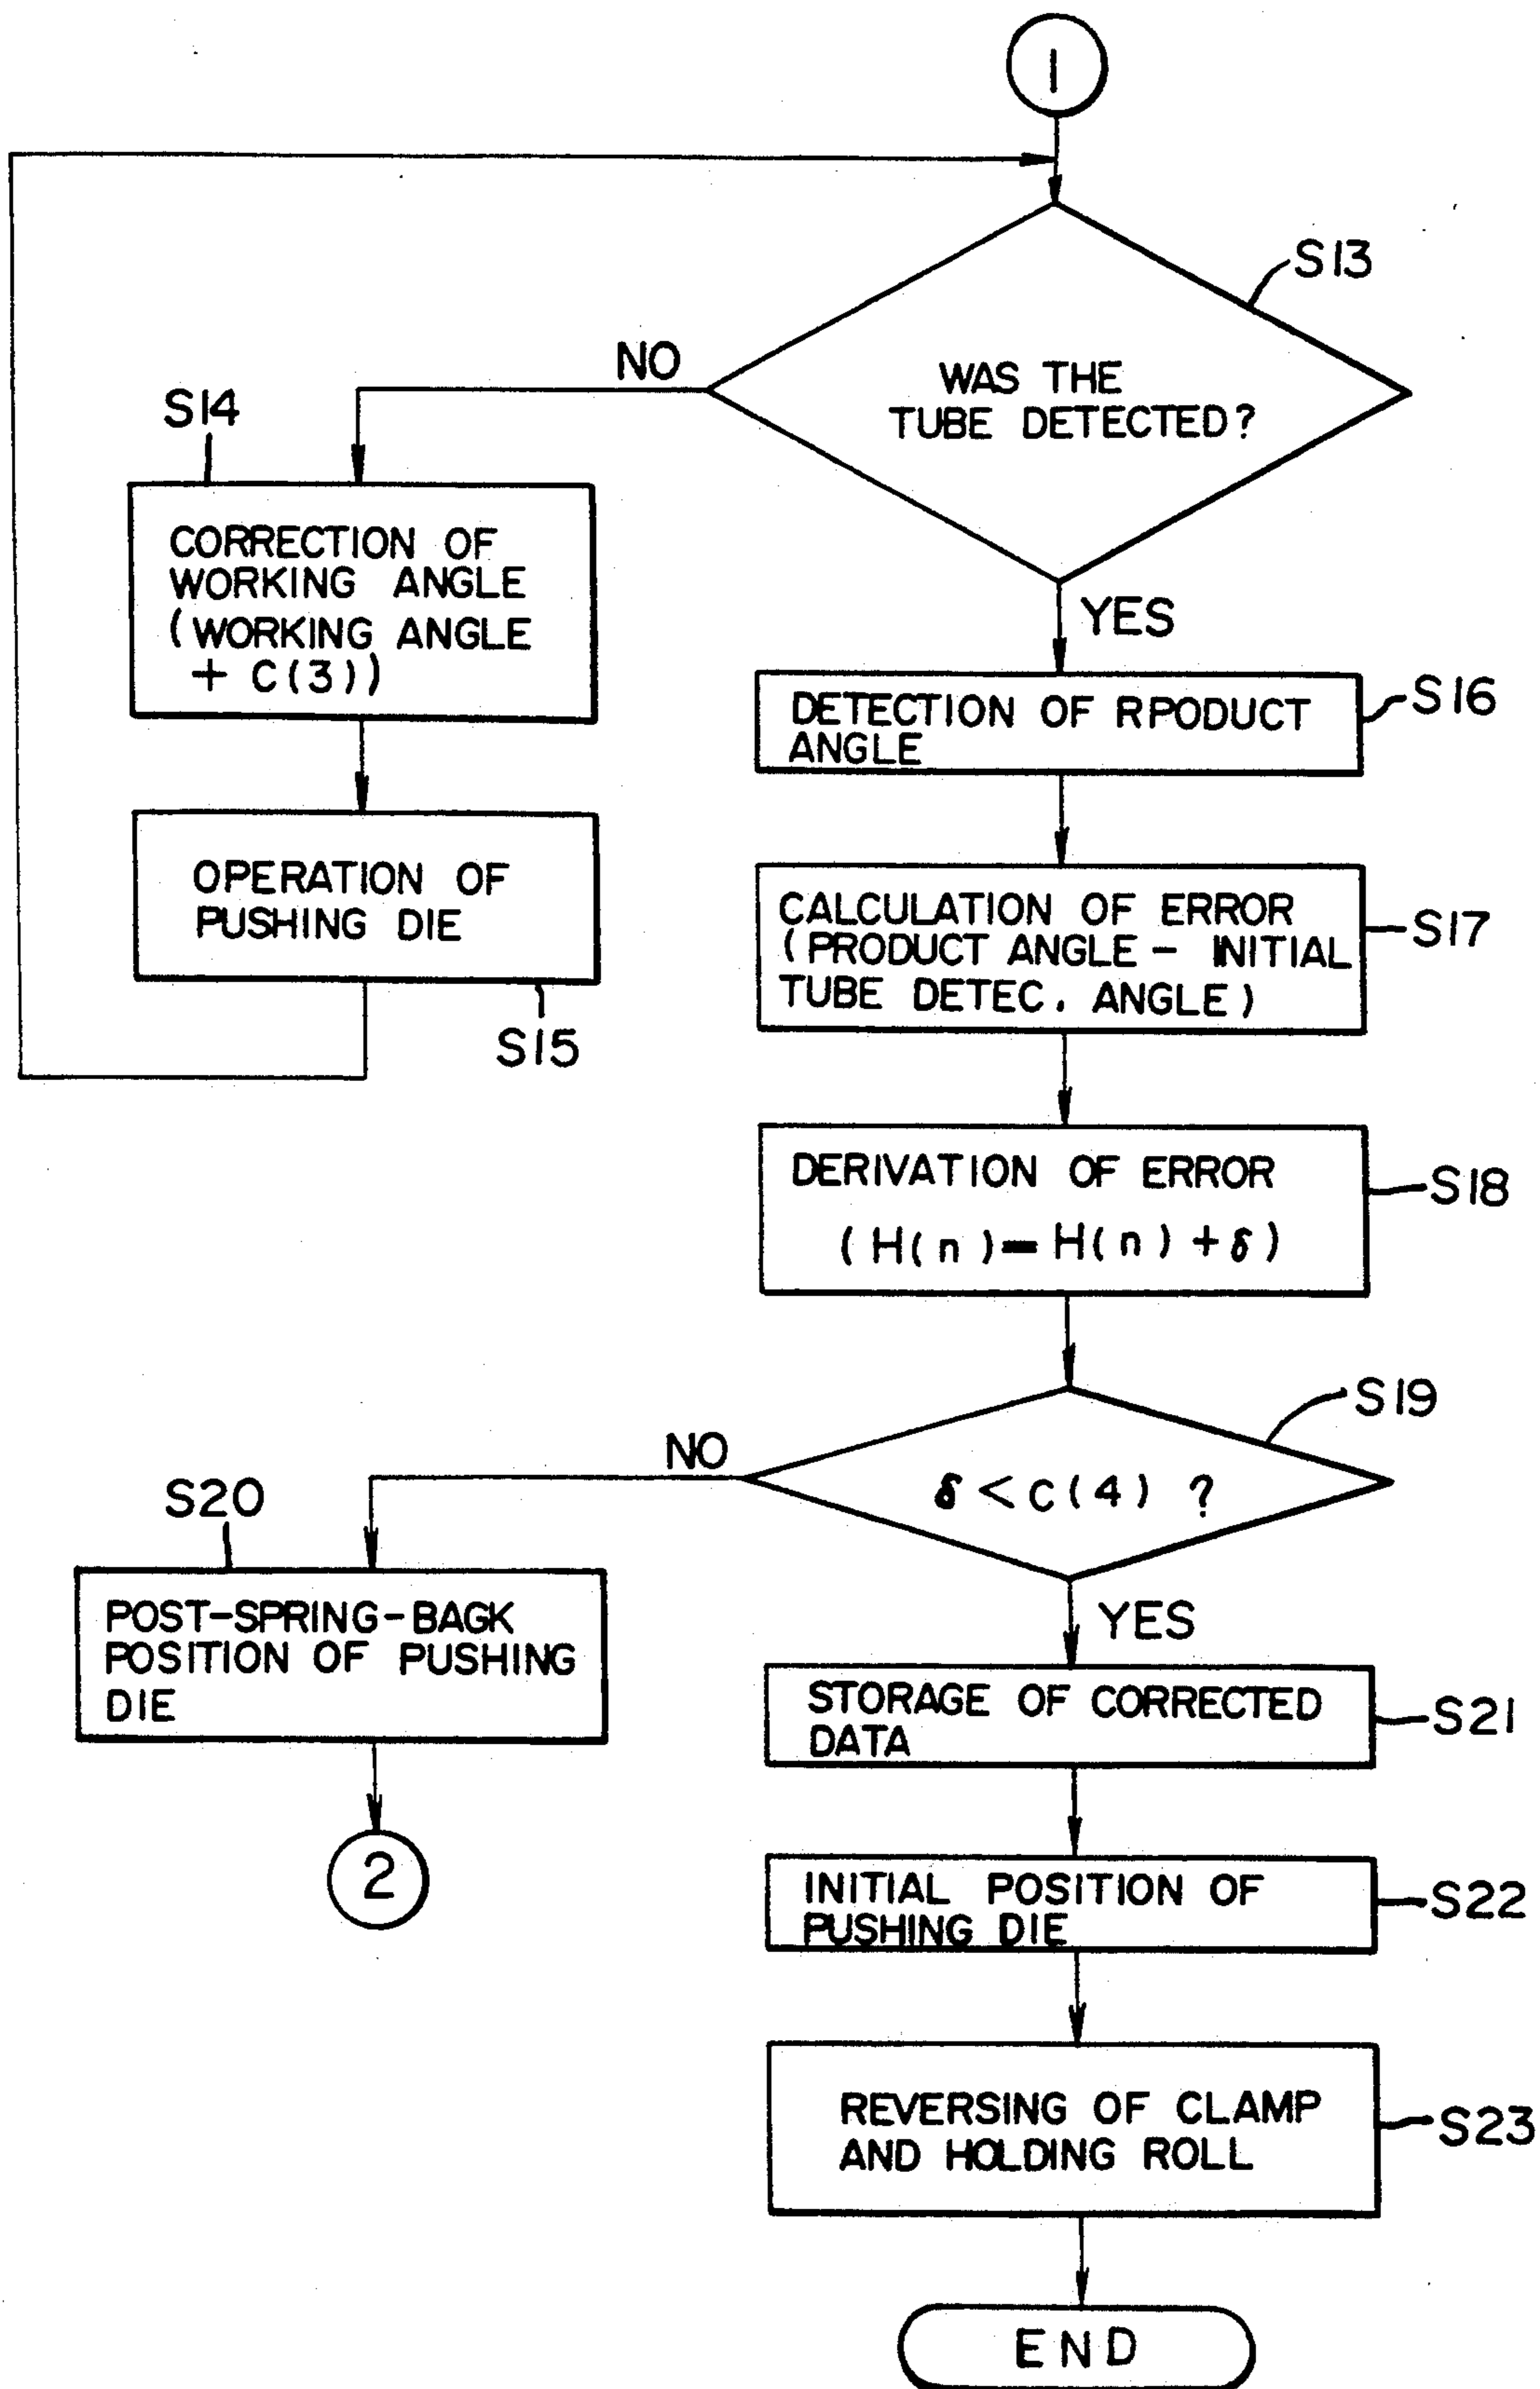 1
S13
NO
WAS THE
TUBE DETECTED?
S14
CORRECTION OF
WORKING ANGLE
(WORKING ANGLE
+ C(3))
YES
S16
DETECTION OF RPODUCT
ANGLE
OPERATION OF
PUSHING DIE
S15
CALCULATION OF ERROR
(PRODUCT ANGLE - INITIAL
TUBE DETEC. ANGLE)
S17
DERIVATION OF ERROR
(H(n)=H(n)+δ)
S18
S19
NO
δ < C(4) ?
S20
POST-SPRING-BAGK
POSITION OF PUSHING
DIE
YES
STORAGE OF CORRECTED
DATA
S21
2
INITIAL POSITION OF
PUSHING DIE
S22
REVERSING OF CLAMP
AND HOLDING ROLL
S23
END